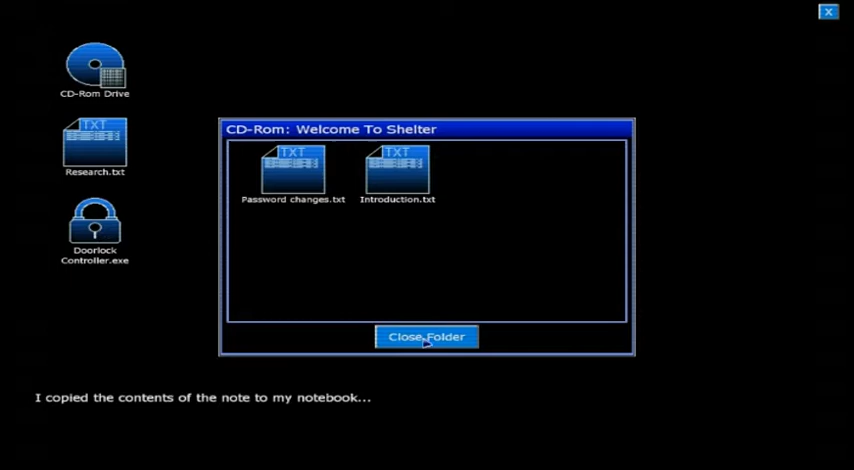 x
CD-Rom Drive
TXT
Research.txt
Doorlock
Controller.exe
CD-Rom: Welcome To Shelter
TXT
Password changes.txt
TXT
Introduction.txt
Close Folder
I copied the contents of the note to my notebook...